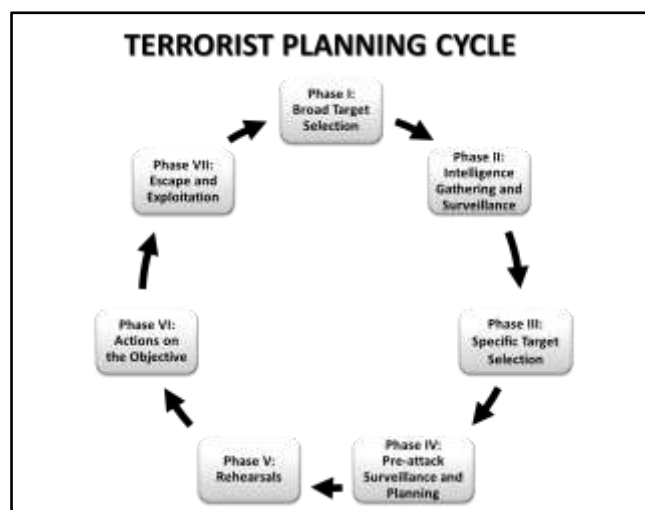 TERRORIST PLANNING CYCLE
Phase I:
Broad Target
Selection
Phase II:
Intelligence
Gathering and
Surveillance
Phase III:
Specific Target
Selection
Phase IV:
Pre-attack
Surveillance and
Planning
Phase V:
Rehearsals
Phase VI:
Actions on
the Objective
Phase VII:
Escape and
Exploitation